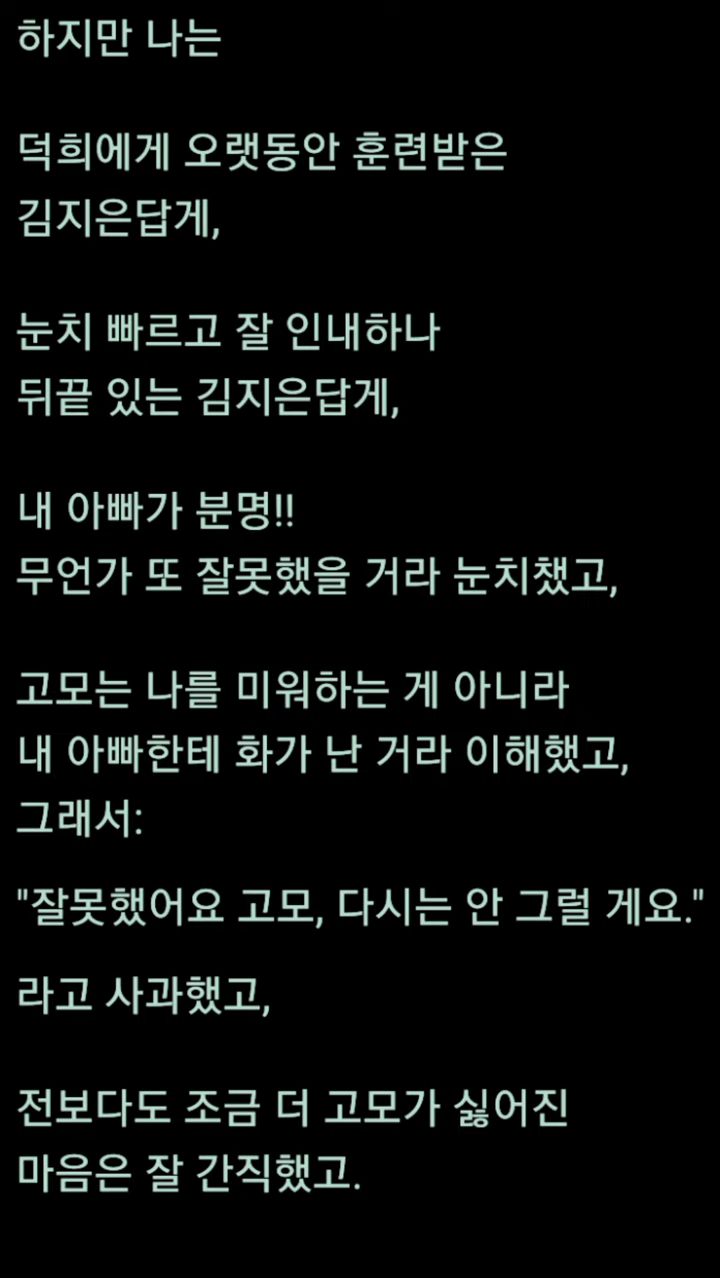 하지만 나는
덕희에게 오랫동안 훈련받은
김지은답게,
눈치 빠르고 잘 인내하나
뒤끝 있는 김지은답게,
내 아빠가 분명!!
무언가 또 잘못했을 거라 눈치챘고,
고모는 나를 미워하는 게 아니라
내 아빠한테 화가 난 거라 이해했고,
그래서:
"잘못했어요 고모, 다시는 안 그럴 게요."
라고 사과했고,
전보다도 조금 더 고모가 싫어진
마음은 잘 간직했고.